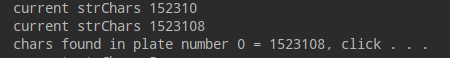 current strChars 152310
current strChars 1523108
chars found in plate number 0 = 1523108, click . . .